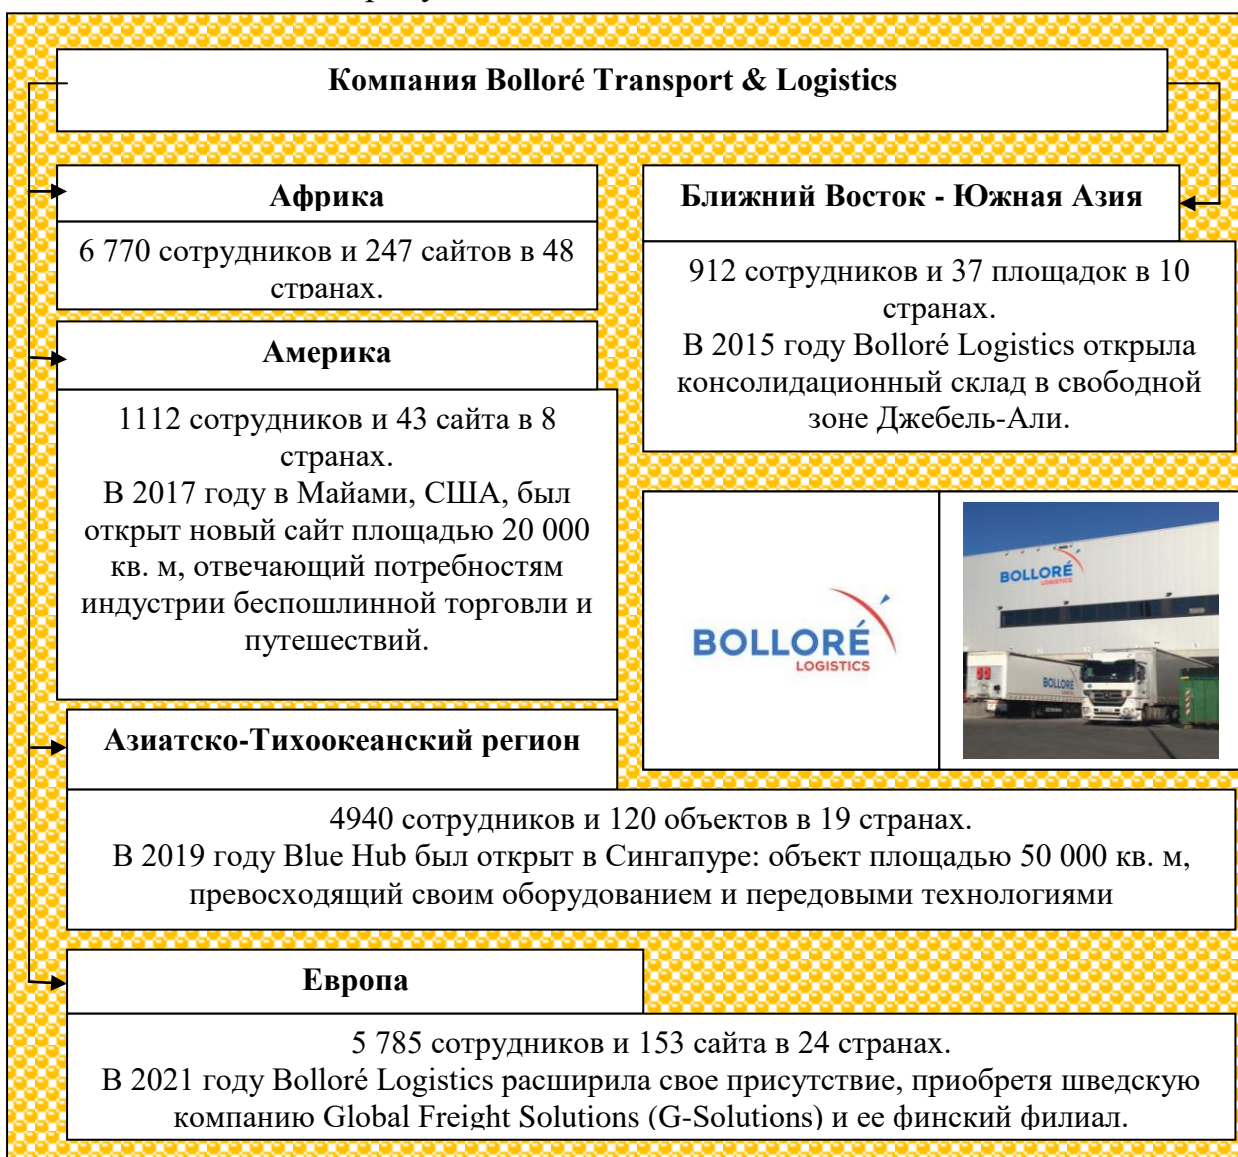 Компания Bolloré Transport & Logistics
Африка
6 770 сотрудников и 247 сайтов в 48
странах.
Америка
1112 сотрудников и 43 сайта в 8
странах.
В 2017 году в Майами, США, был
открыт новый сайт площадью 20 000
кв. м, отвечающий потребностям
индустрии беспошлинной торговли и
путешествий.
Ближний Восток - Южная Азия
912 сотрудников и 37 площадок в 10
странах.
В 2015 году Bolloré Logistics открыла
консолидационный склад в свободной
зоне Джебель-Али.
BOLLORÉ
LOGISTICS
BOLLORÉ
LOGISTICS
BOLLORÉ
Азиатско-Тихоокеанский регион
4940 сотрудников и 120 объектов в 19 странах.
В 2019 году Blue Hub был открыт в Сингапуре: объект площадью 50 000 кв. м,
превосходящий своим оборудованием и передовыми технологиями
Европа
5 785 сотрудников и 153 сайта в 24 странах.
В 2021 году Bolloré Logistics расширила свое присутствие, приобретя шведскую
компанию Global Freight Solutions (G-Solutions) и ее финский филиал.